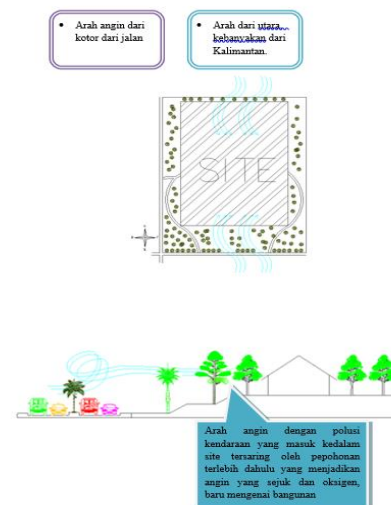 Arah angin dari
kotor dari jalan
Arah dari utara
kebanyakan dari
Kalimantan.
SITE
Arah angin dengan polusi
kendaraan yang masuk kedalam
site tersaring oleh pepohonan
terlebih dahulu yang menjadikan
angin yang sejuk dan oksigen,
baru mengenai bangunan